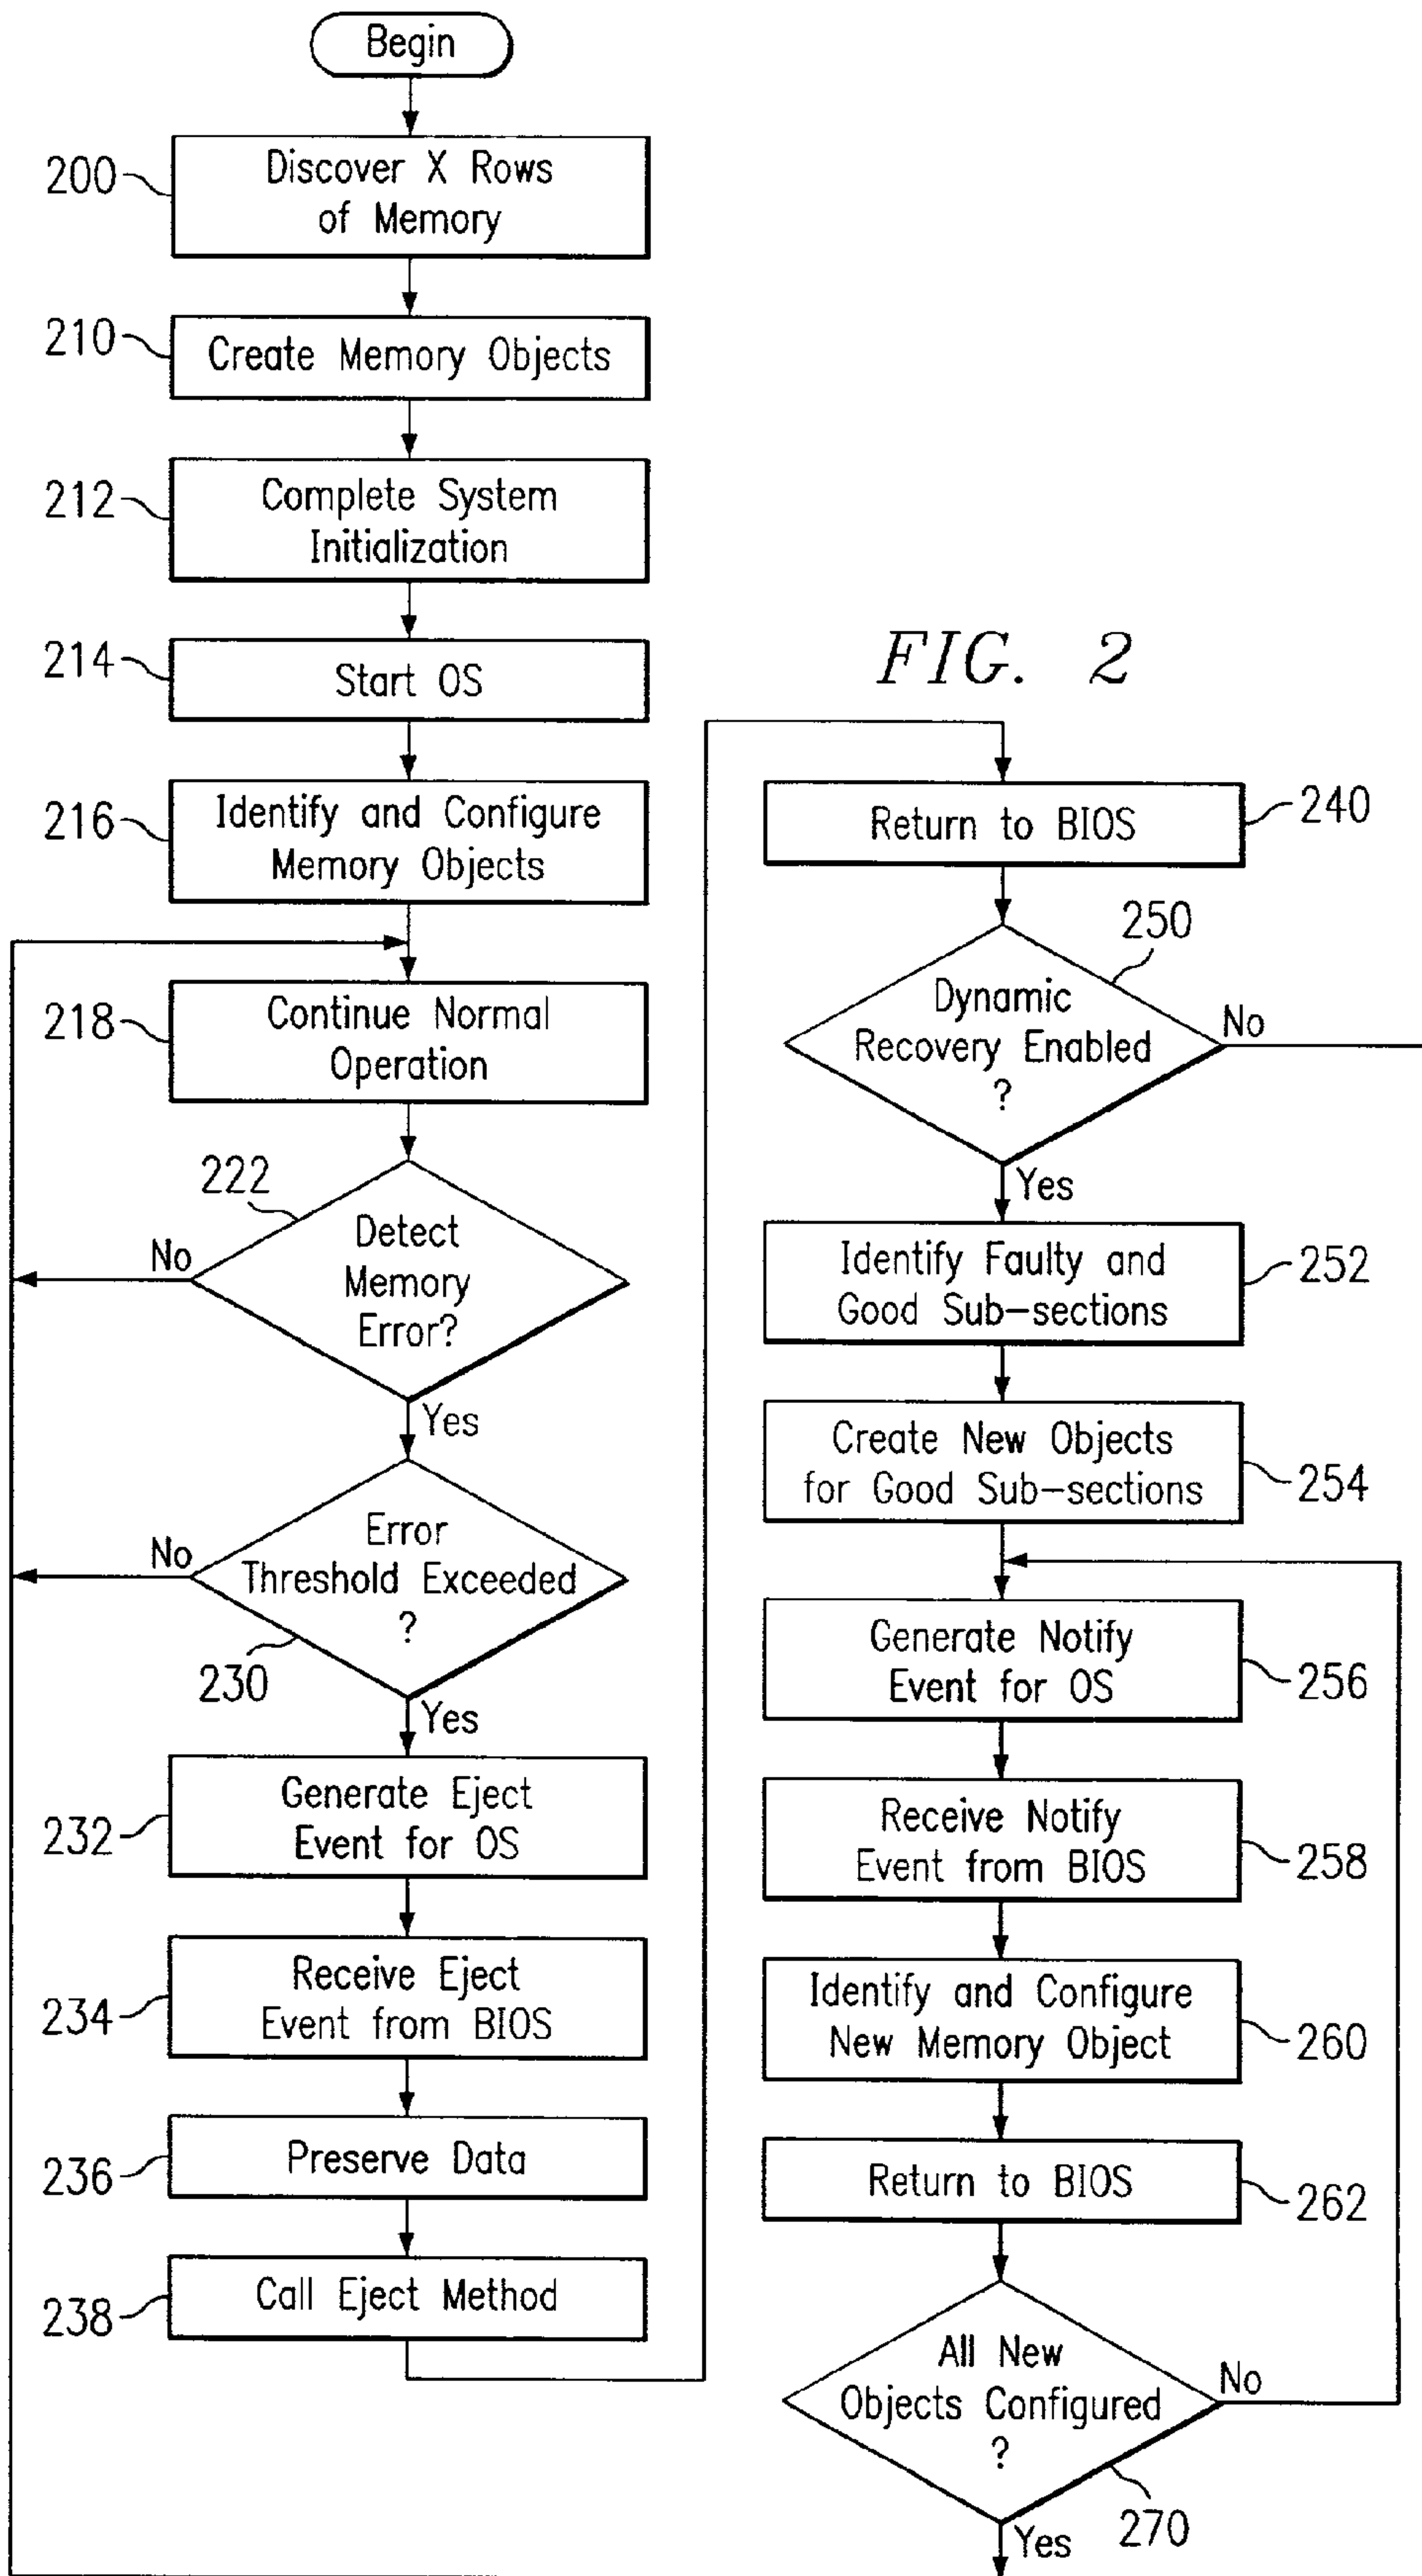 Begin
200
Discover X Rows
of Memory
210
Create Memory Objects
212
Complete System
Initialization
214
Start OS
216
Identify and Configure
Memory Objects
218
Continue Normal
Operation
222
Detect
Memory
Error?
No
Yes
Error
Threshold Exceeded
?
No
230
Yes
232
Generate Eject
Event for OS
234
Receive Eject
Event from BIOS
236
Preserve Data
238
Call Eject Method
FIG. 2
Return to BIOS
240
250
Dynamic
Recovery Enabled
?
No
Yes
Identify Faulty and
Good Sub-sections
252
Create New Objects
for Good Sub-sections
254
Generate Notify
Event for OS
256
Receive Notify
Event from BIOS
258
Identify and Configure
New Memory Object
260
Return to BIOS
262
All New
Objects Configured
?
No
270
Yes